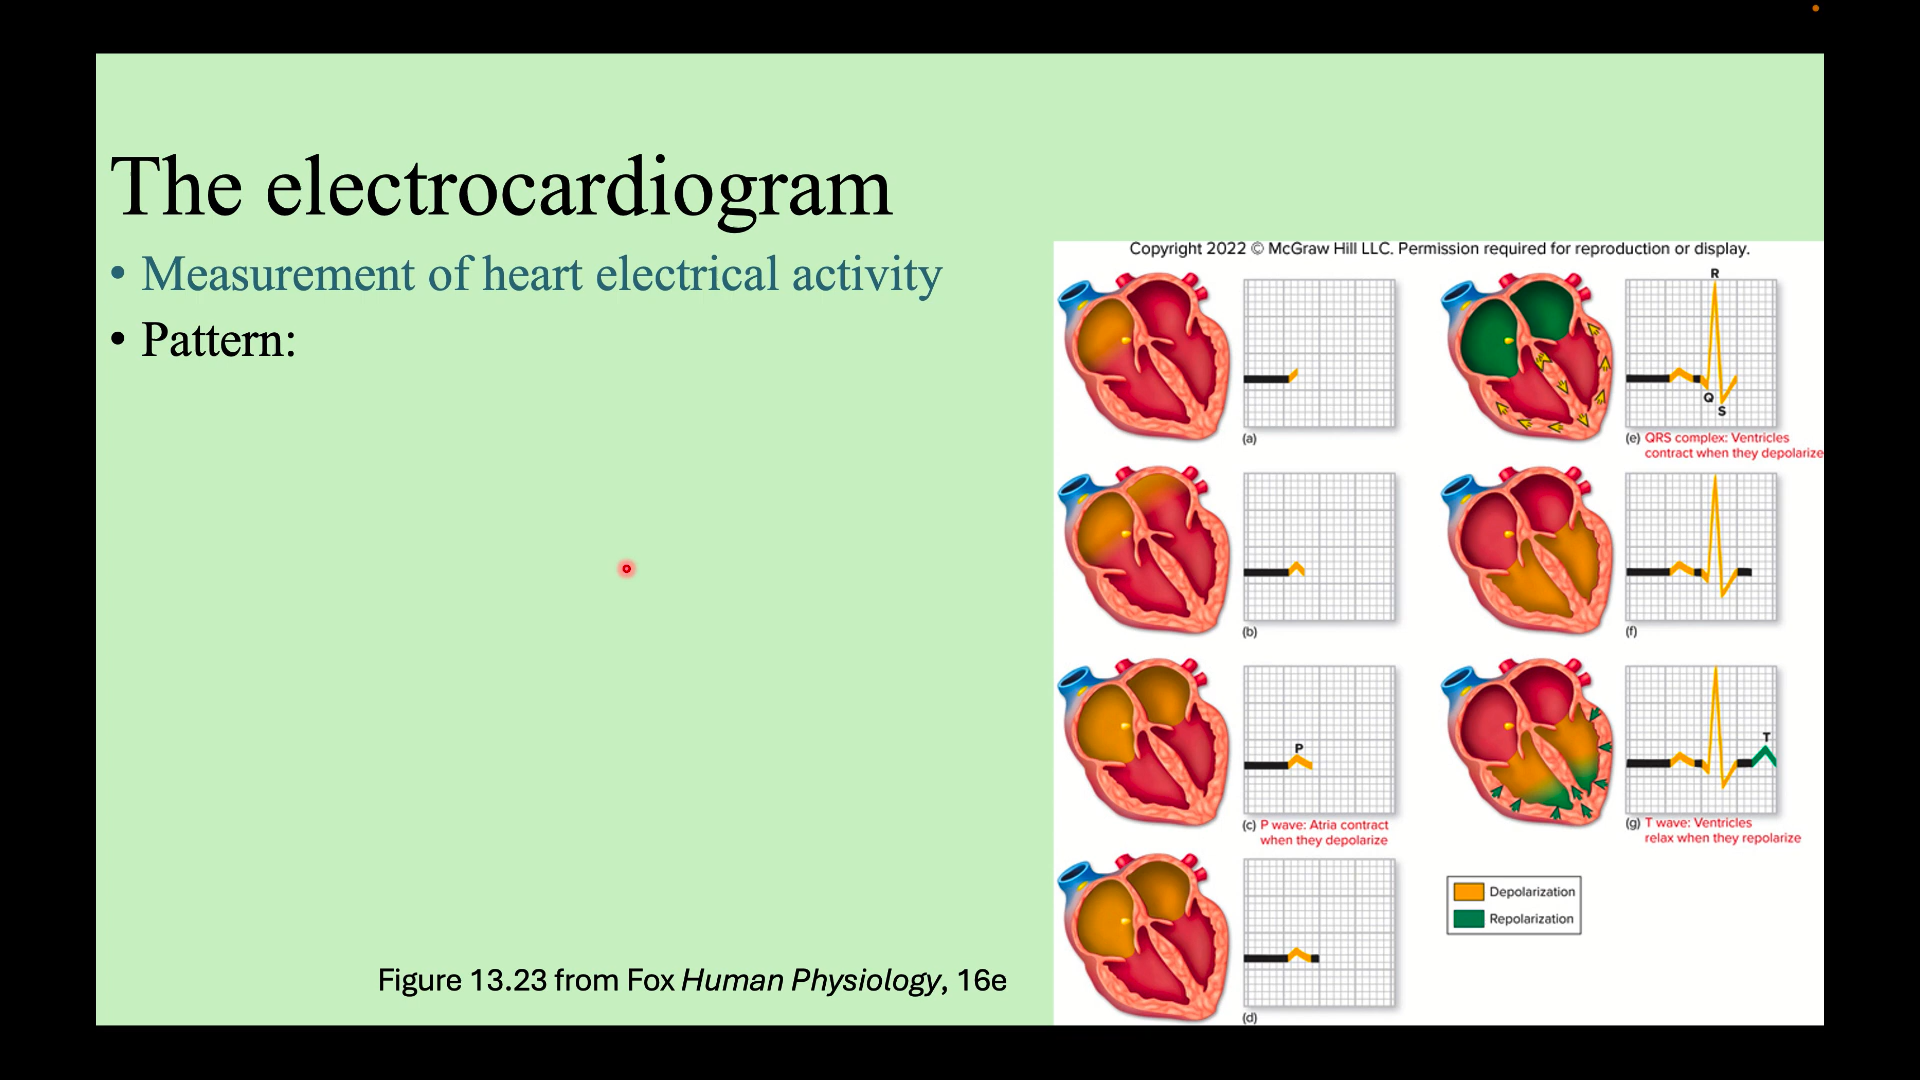 The electrocardiogram
• Measurement of heart electrical activity
• Pattern:
Figure 13.23 from Fox Human Physiology, 16e
Copyright 2022 © McGraw Hill LLC. Permission required for reproduction or display.
(a)
(b)
P
(c) P wave: Atria contract
when they depolarize
(d)
R
Q
S
(e) QRS complex: Ventricles
contract when they depolarize
(f)
T
(g) T wave: Ventricles
relax when they repolarize
Depolarization
Repolarization